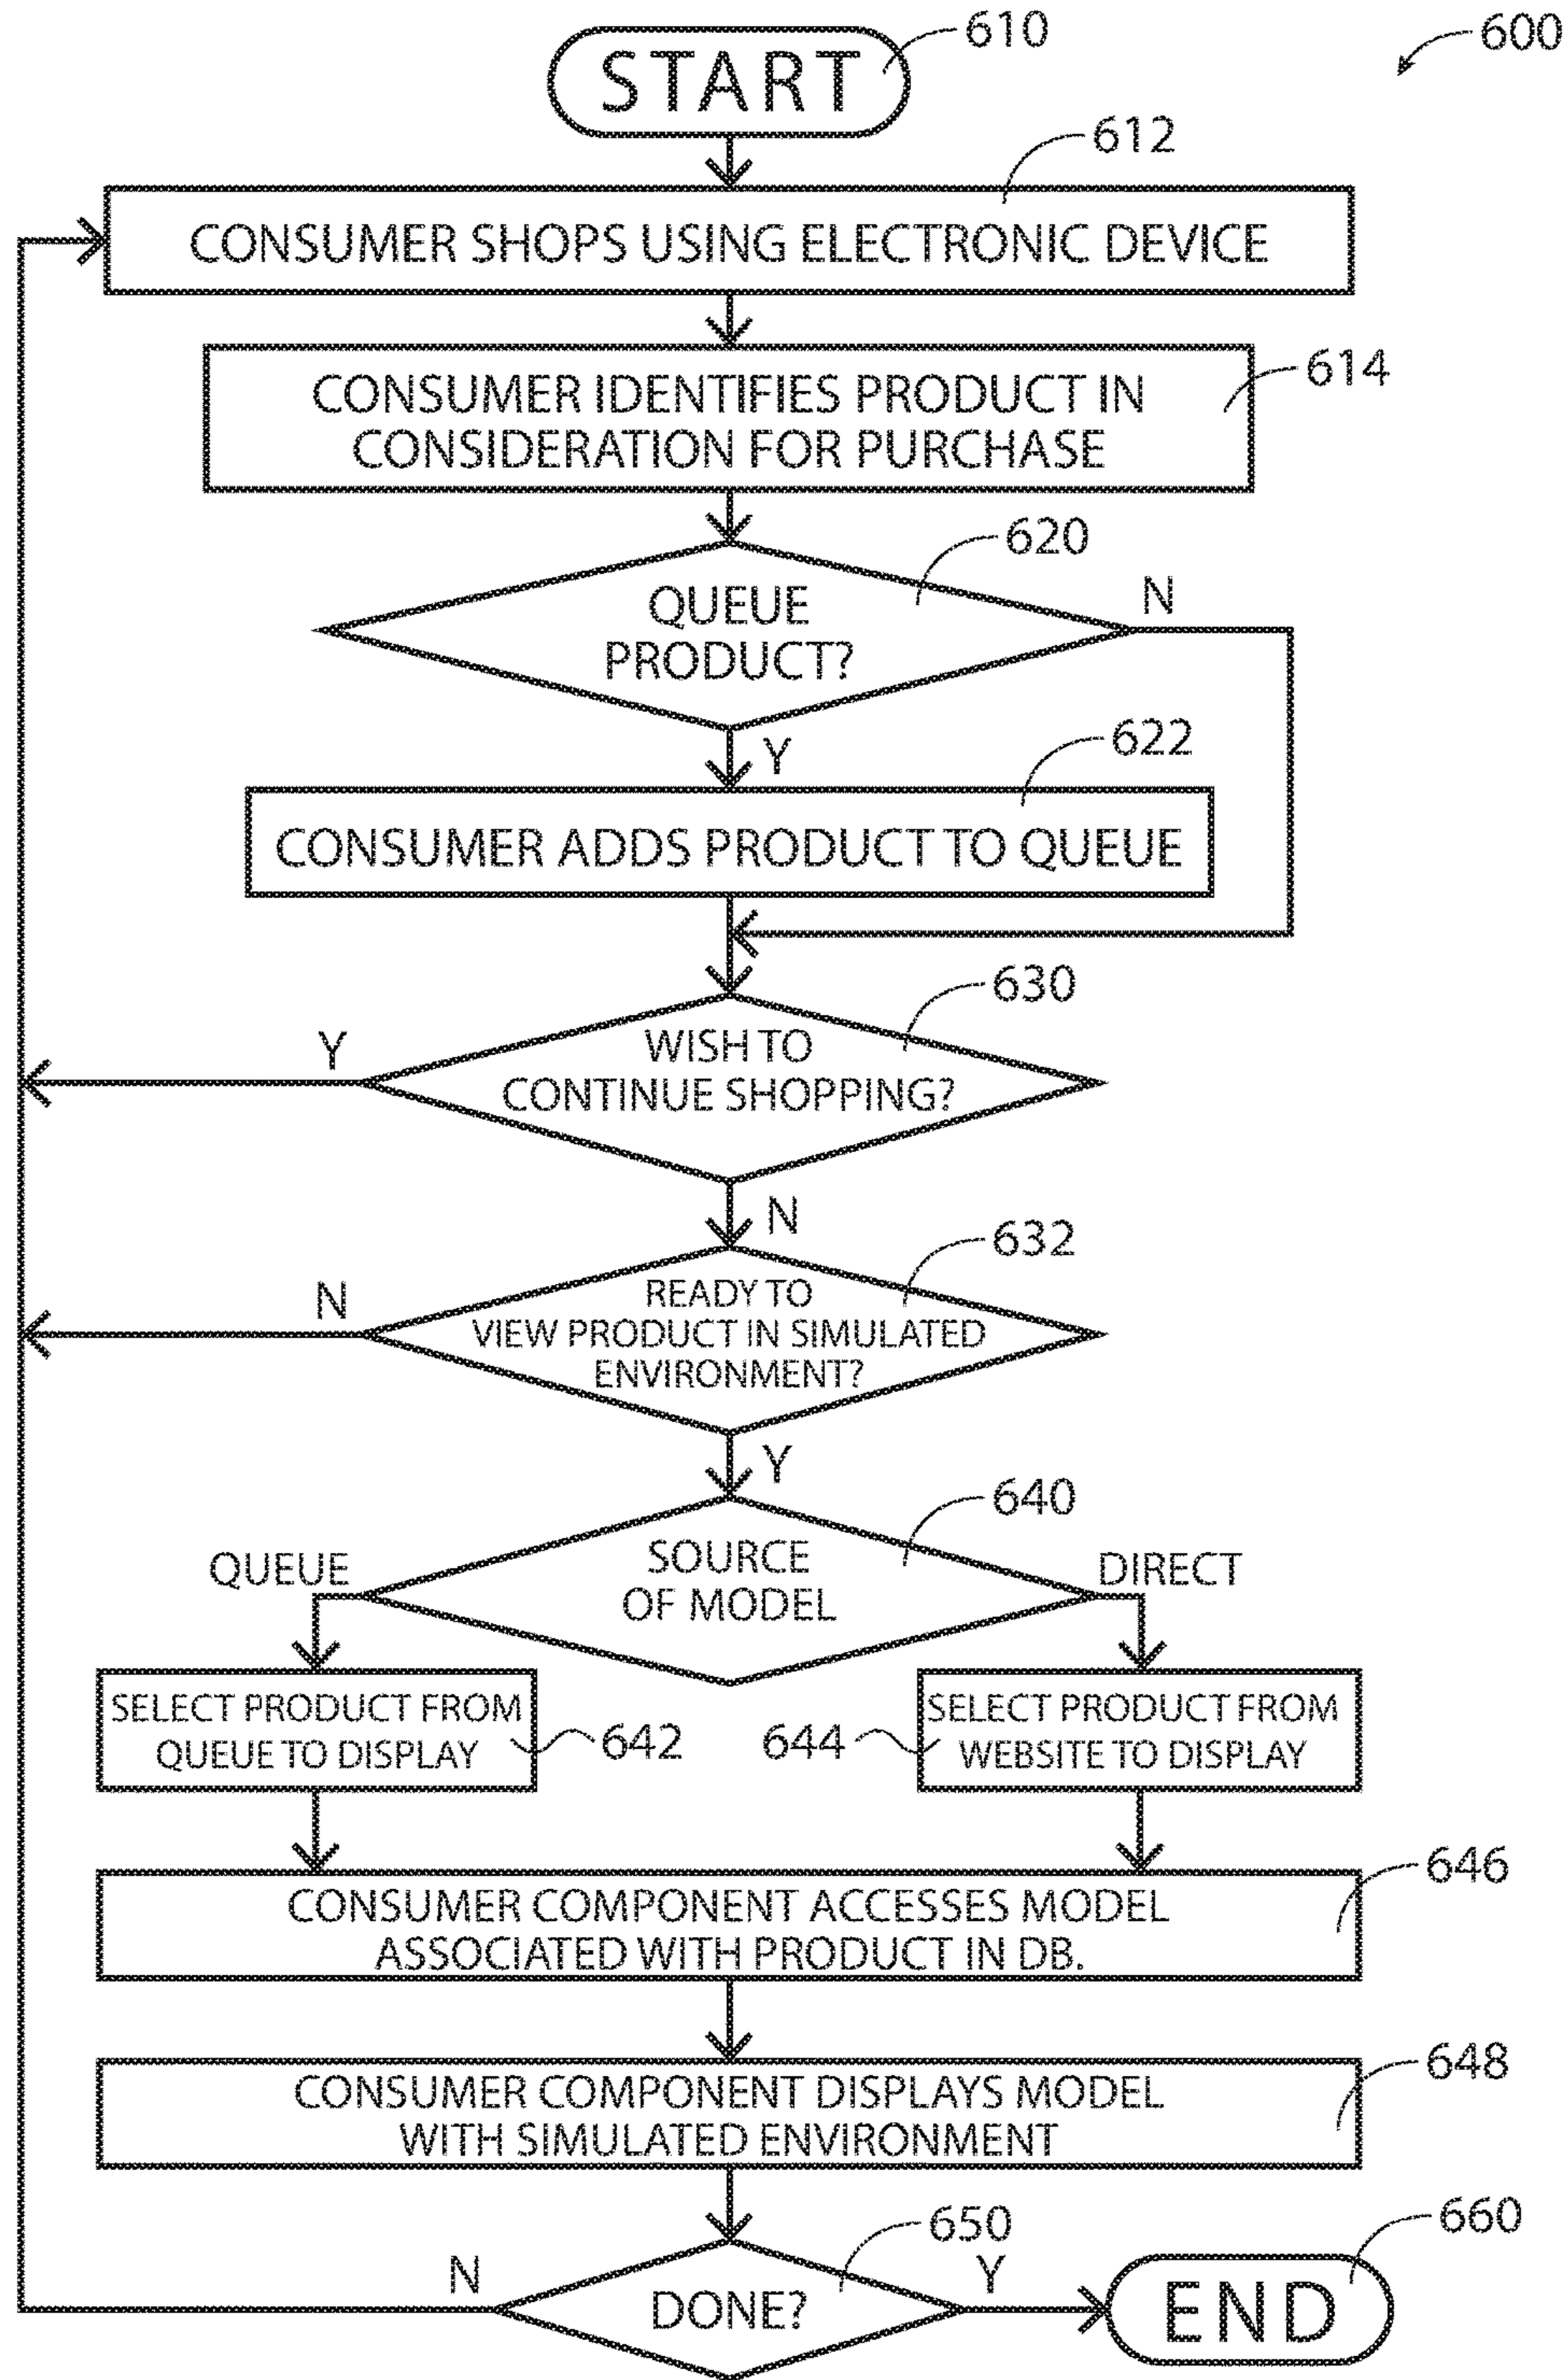 START
610
600
612
CONSUMER SHOPS USING ELECTRONIC DEVICE
614
CONSUMER IDENTIFIES PRODUCT IN
CONSIDERATION FOR PURCHASE
620
N
QUEUE
PRODUCT?
Y
622
CONSUMER ADDS PRODUCT TO QUEUE
630
Y
WISH TO
CONTINUE SHOPPING?
N
632
N
READY TO
VIEW PRODUCT IN SIMULATED
ENVIRONMENT?
Y
640
QUEUE
SOURCE
OF MODEL
DIRECT
SELECT PRODUCT FROM
QUEUE TO DISPLAY
642
644
SELECT PRODUCT FROM
WEBSITE TO DISPLAY
646
CONSUMER COMPONENT ACCESSES MODEL
ASSOCIATED WITH PRODUCT IN DB.
648
CONSUMER COMPONENT DISPLAYS MODEL
WITH SIMULATED ENVIRONMENT
650
660
N
DONE?
Y
END